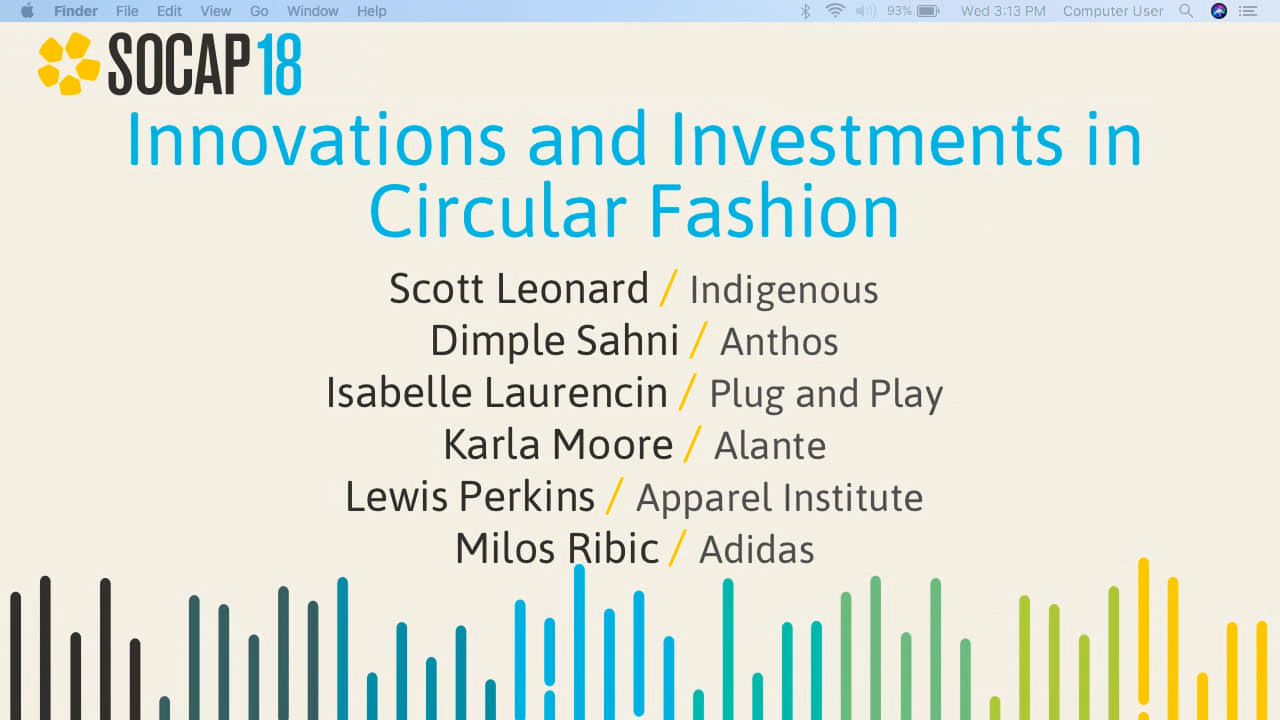 Finder File Edit View Go Window Help 93% Wed 3:13 PM Computer User
SOCAP18
Innovations and Investments in
Circular Fashion
Scott Leonard / Indigenous
Dimple Sahni / Anthos
Isabelle Laurencin / Plug and Play
Karla Moore / Alante
Lewis Perkins / Apparel Institute
Milos Ribic / Adidas